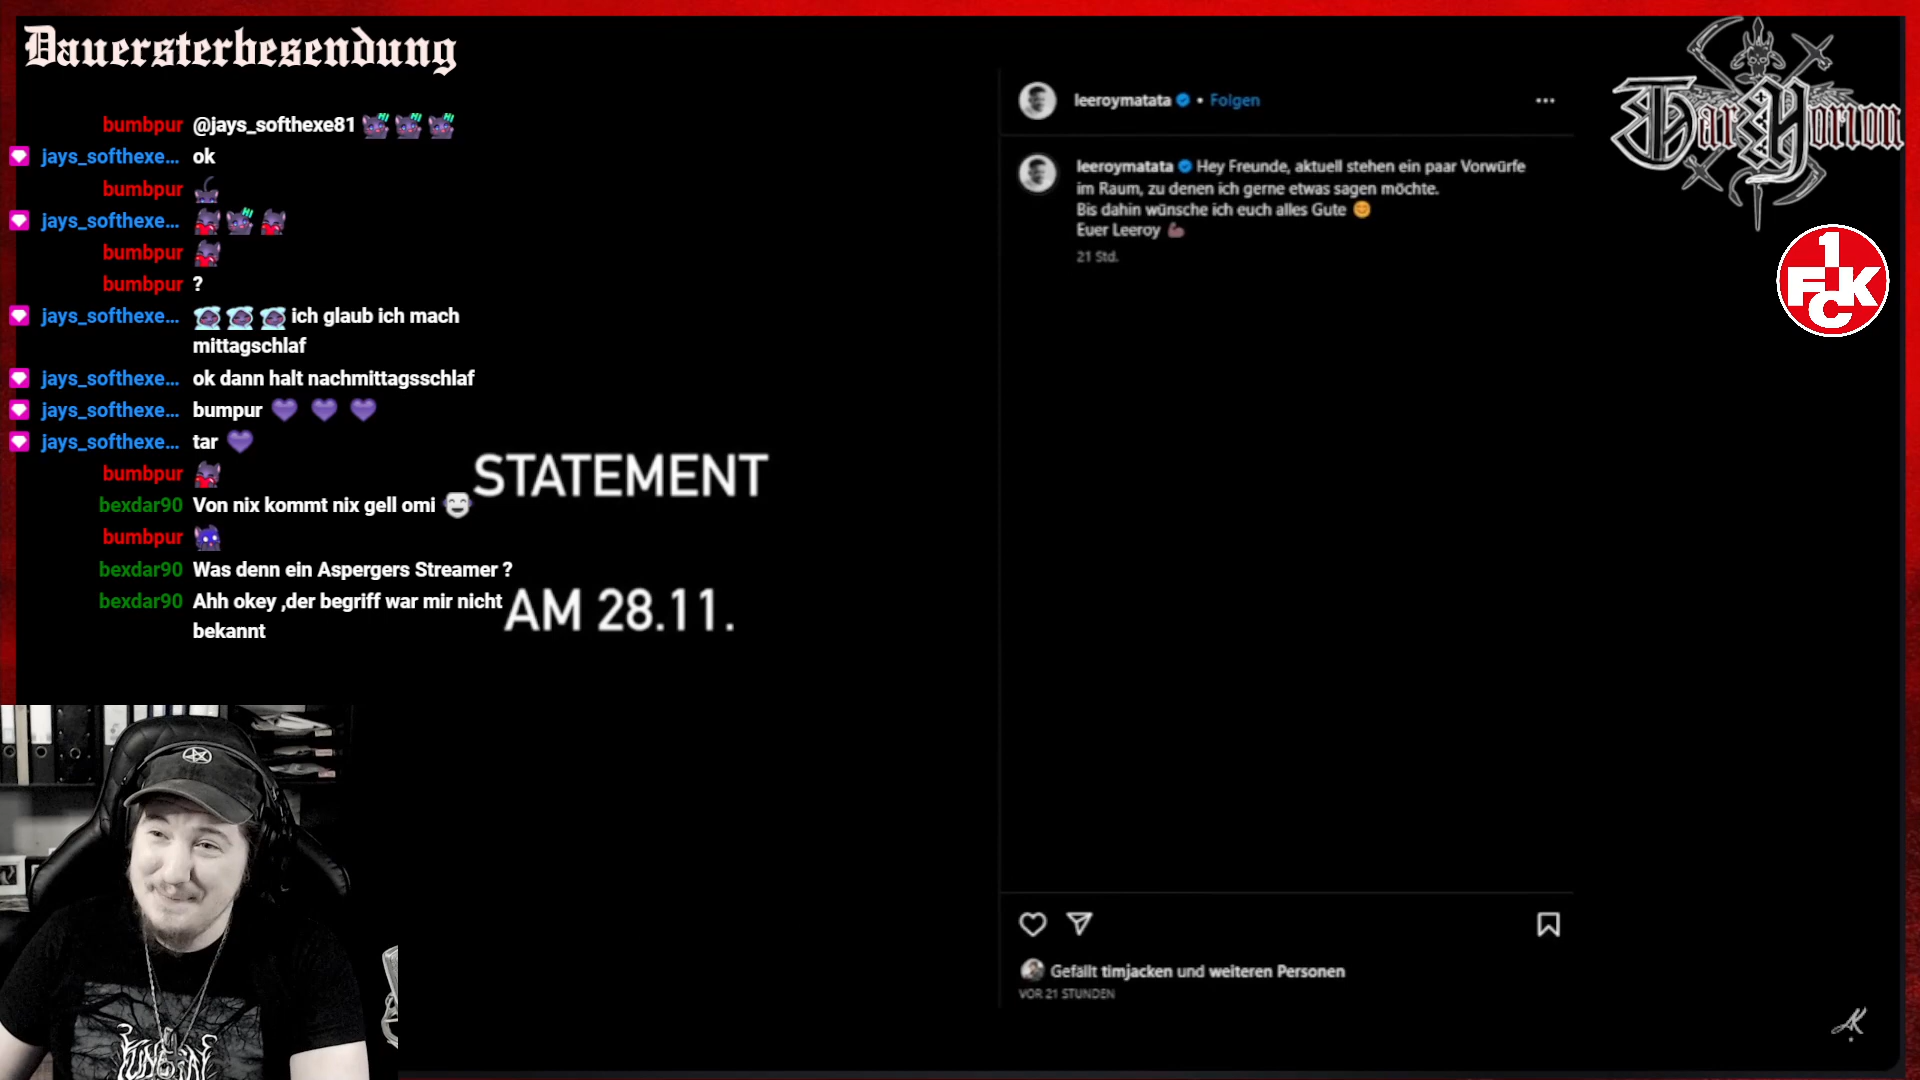 Dauersterbesendung
bumbpur @jays_softhexe81
jays_softhexe... ok
bumbpur
jays_softhexe...
bumbpur
bumbpur ?
jays_softhexe... ich glaub ich mach
mittagschlaf
jays_softhexe... ok dann halt nachmittagsschlaf
jays_softhexe... bumpur 💜 💜 💜
jays_softhexe... tar 💜
bumbpur
bexdar90 Von nix kommt nix gell omi
bumbpur
bexdar90 Was denn ein Aspergers Streamer ?
bexdar90 Ahh okey ,der begriff war mir nicht
bekannt
STATEMENT
AM 28.11.
leeroymatata • Folgen
leeroymatata Hey Freunde, aktuell stehen ein paar Vorwürfe
im Raum, zu denen ich gerne etwas sagen möchte.
Bis dahin wünsche ich euch alles Gute 😊
Euer Leeroy 💪🏾
21 Std.
Gefällt timjacken und weiteren Personen
VOR 21 STUNDEN
Tar Horion
1
FCK
AK